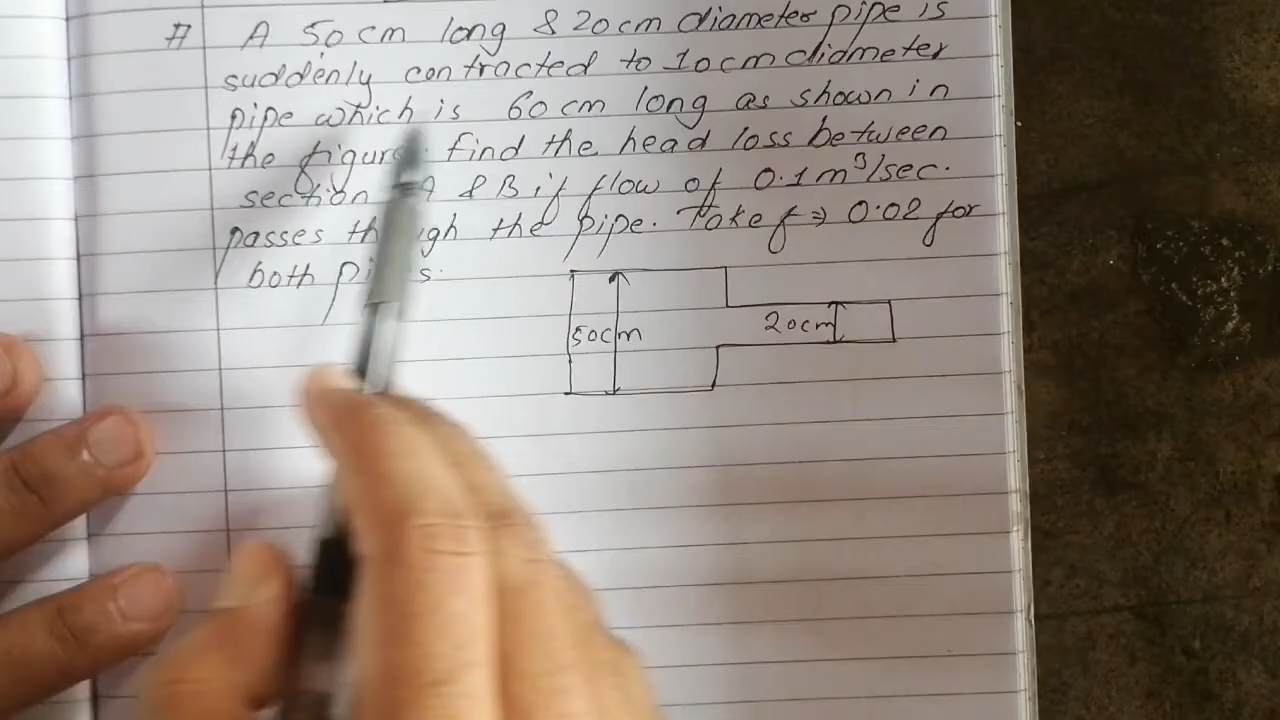 # A 50cm long & 20cm diameter pipe is
suddenly contracted to 10cm diameter
pipe which is 60cm long as shown in
the figure. find the head loss between
section & B if flow of 0.1m³/sec.
passes the pipe. Take f ⇒ 0.02 for
both
50cm
20cm